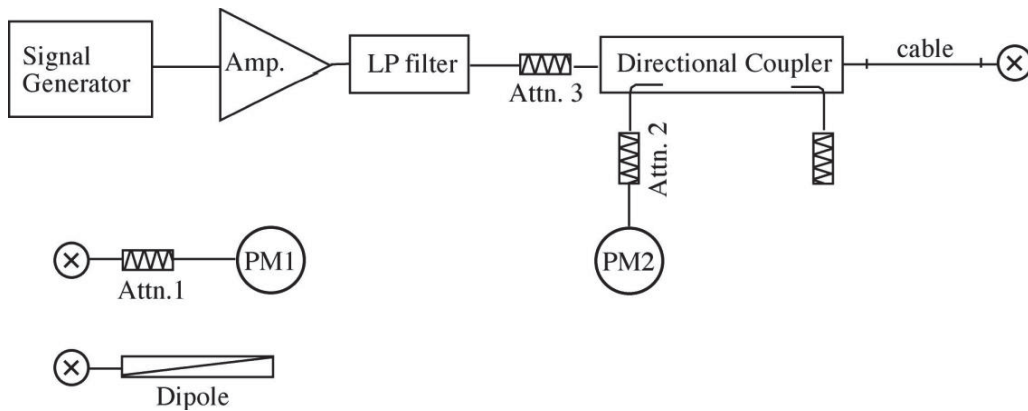 Signal
Generator
Amp.
LP filter
Attn. 3
Directional Coupler
cable
Attn. 2
PM1
Attn.1
PM2
Dipole